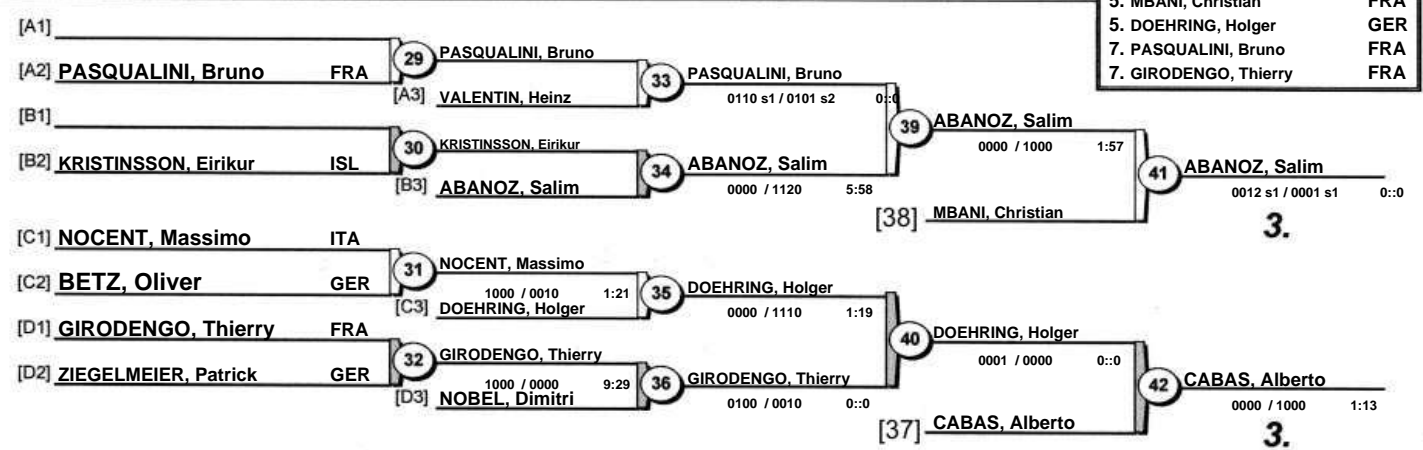 5. MBANI, Christian FRA
5. DOEHRING, Holger GER
7. PASQUALINI, Bruno FRA
7. GIRODENGO, Thierry FRA
[A1]
[A2] PASQUALINI, Bruno FRA
29
PASQUALINI, Bruno
[A3] VALENTIN, Heinz
[B1]
[B2] KRISTINSSON, Eirikur ISL
30
KRISTINSSON, Eirikur
[B3] ABANOZ, Salim
33
PASQUALINI, Bruno
0110 s1 / 0101 s2 0::0
34
ABANOZ, Salim
0000 / 1120 5:58
39
ABANOZ, Salim
0000 / 1000 1:57
[38] MBANI, Christian
41
ABANOZ, Salim
0012 s1 / 0001 s1 0::0
3.
[C1] NOCENT, Massimo ITA
[C2] BETZ, Oliver GER
31
NOCENT, Massimo
1000 / 0010 1:21
[C3] DOEHRING, Holger
[D1] GIRODENGO, Thierry FRA
[D2] ZIEGELMEIER, Patrick GER
32
GIRODENGO, Thierry
1000 / 0000 9:29
[D3] NOBEL, Dimitri
35
DOEHRING, Holger
0000 / 1110 1:19
36
GIRODENGO, Thierry
0100 / 0010 0::0
40
DOEHRING, Holger
0001 / 0000 0::0
[37] CABAS, Alberto
42
CABAS, Alberto
0000 / 1000 1:13
3.